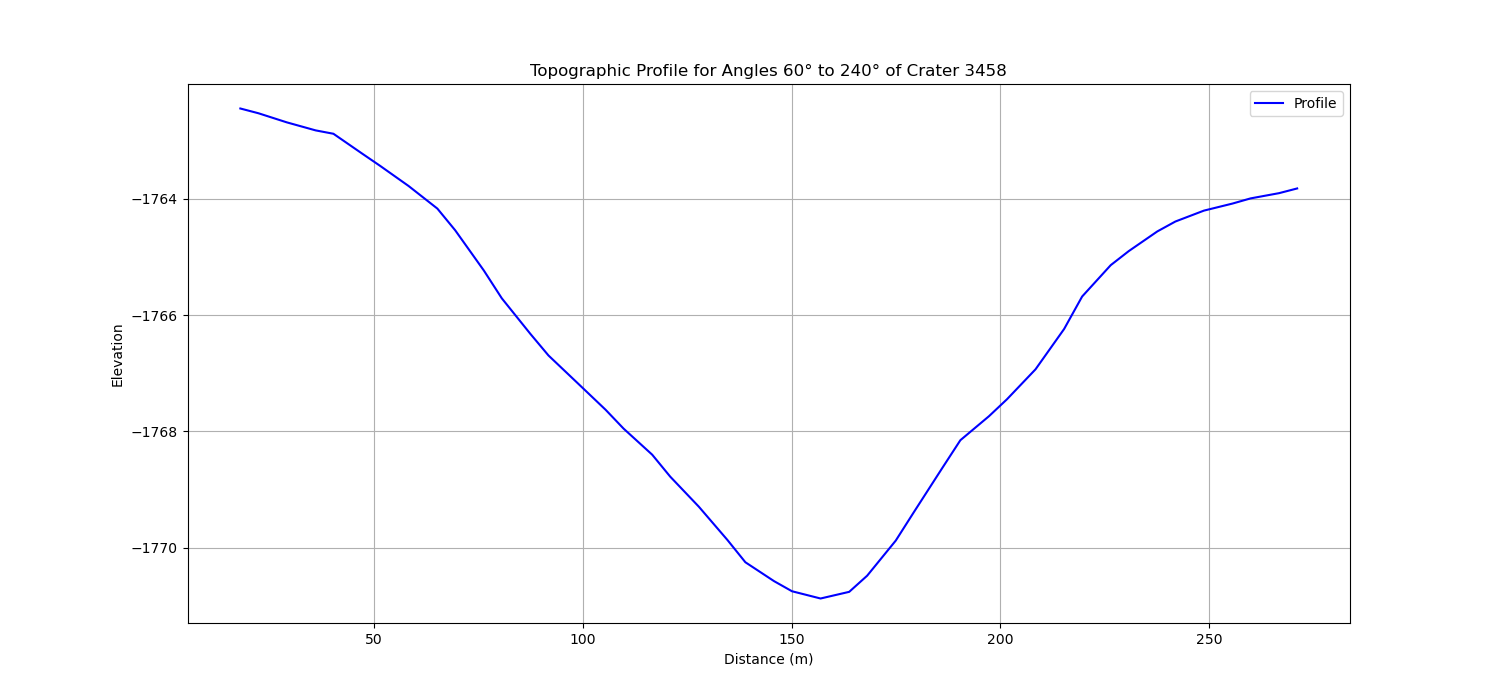 Topographic Profile for Angles 60° to 240° of Crater 3458
Profile
−1764
−1766
−1768
−1770
Elevation
50
100
150
200
250
Distance (m)